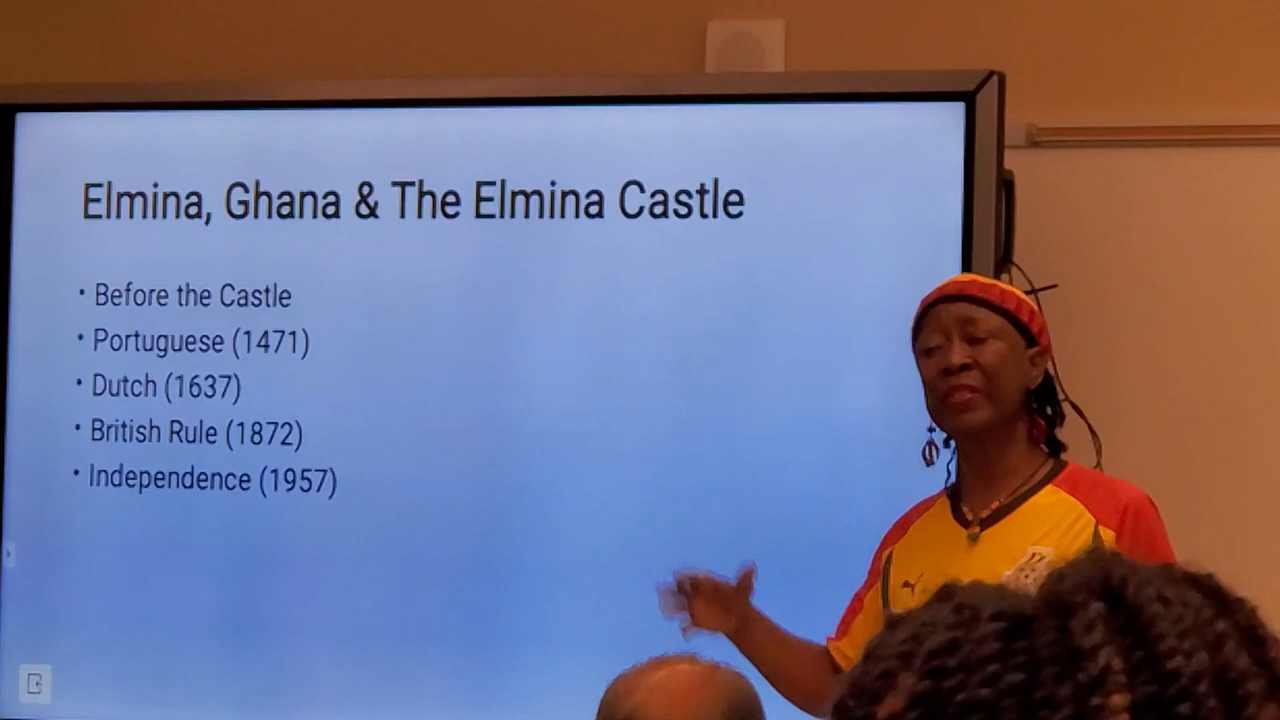 Elmina, Ghana & The Elmina Castle
• Before the Castle
• Portuguese (1471)
• Dutch (1637)
• British Rule (1872)
• Independence (1957)